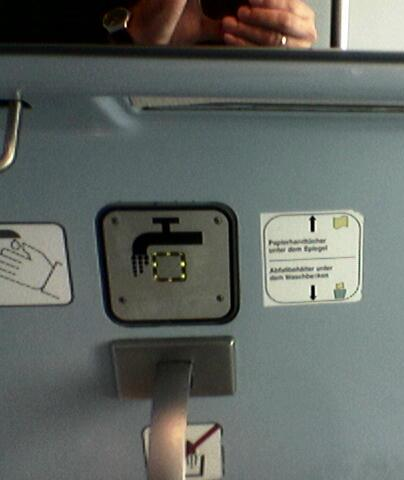 Papierhandtücher
unter dem Spiegel
Abfallbehälter unter
dem Waschbecken